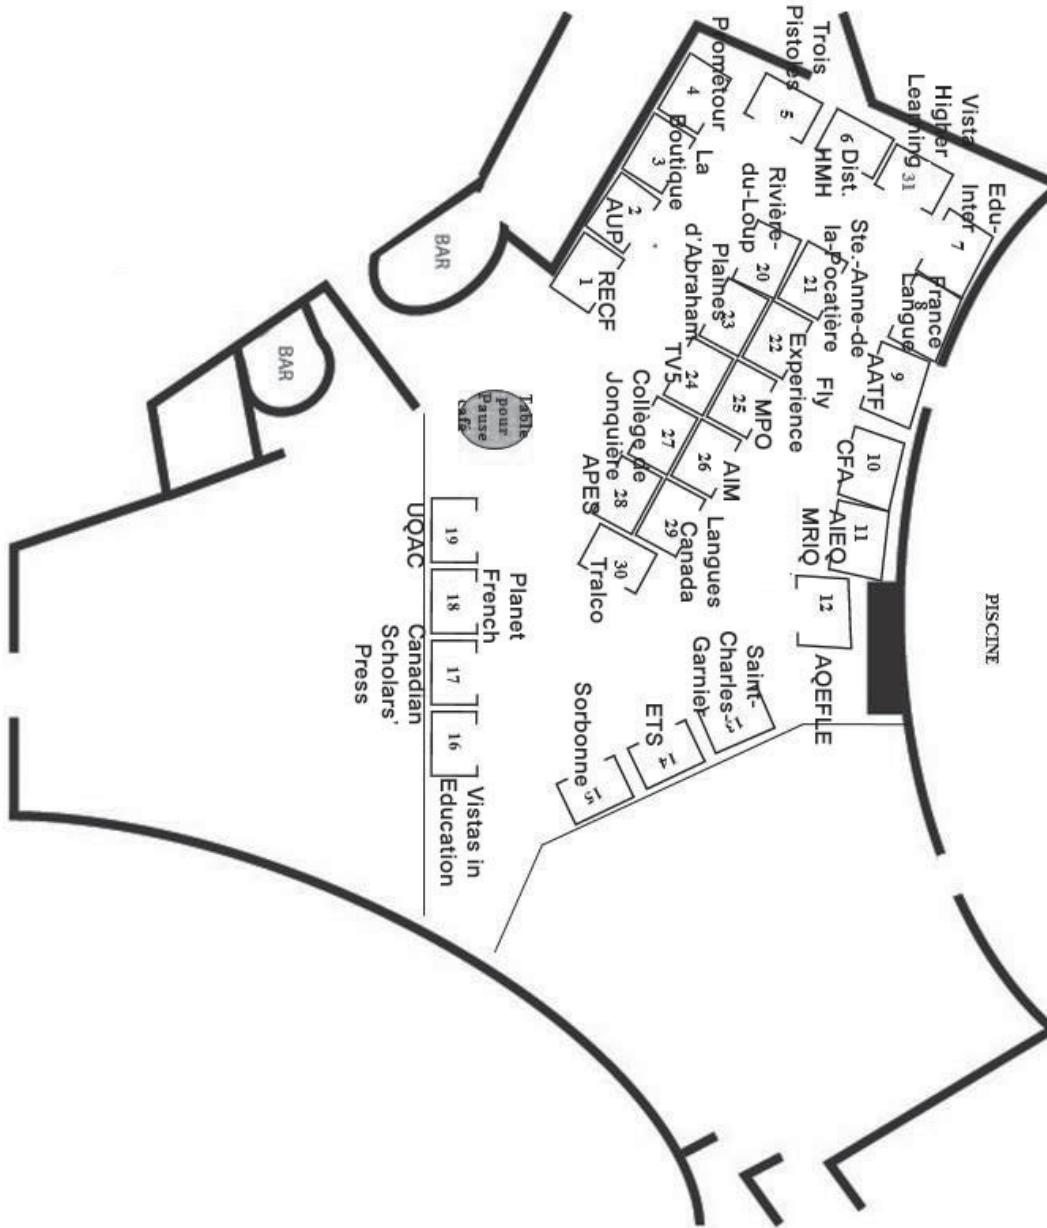 Trois
Pistoles
5
Prométour
4
La
Boutique
3
AUP
2
RECF
1
Vista
Higher
Learning
31
Dist.
HMH
6
Edu-
Inter
7
France
Langue
8
AATF
9
CFA
10
AIEQ
MRIQ
11
12
AQEFLE
PISCINE
Rivière-
du-Loup
20
Ste.-Anne-de
la-Pocatière
21
Plaines
d'Abraham
23
Fly
Experience
22
TV5
24
MPO
25
Collège de
Jonquière
27
AIM
26
APES
28
Langues
Canada
29
Tralco
30
Saint-
Charles-
Garnier
13
ETS
14
Sorbonne
15
BAR
BAR
Table
pour
Pause
café
UQAC
19
Planet
French
18
Canadian
Scholars'
Press
17
Vistas in
Education
16